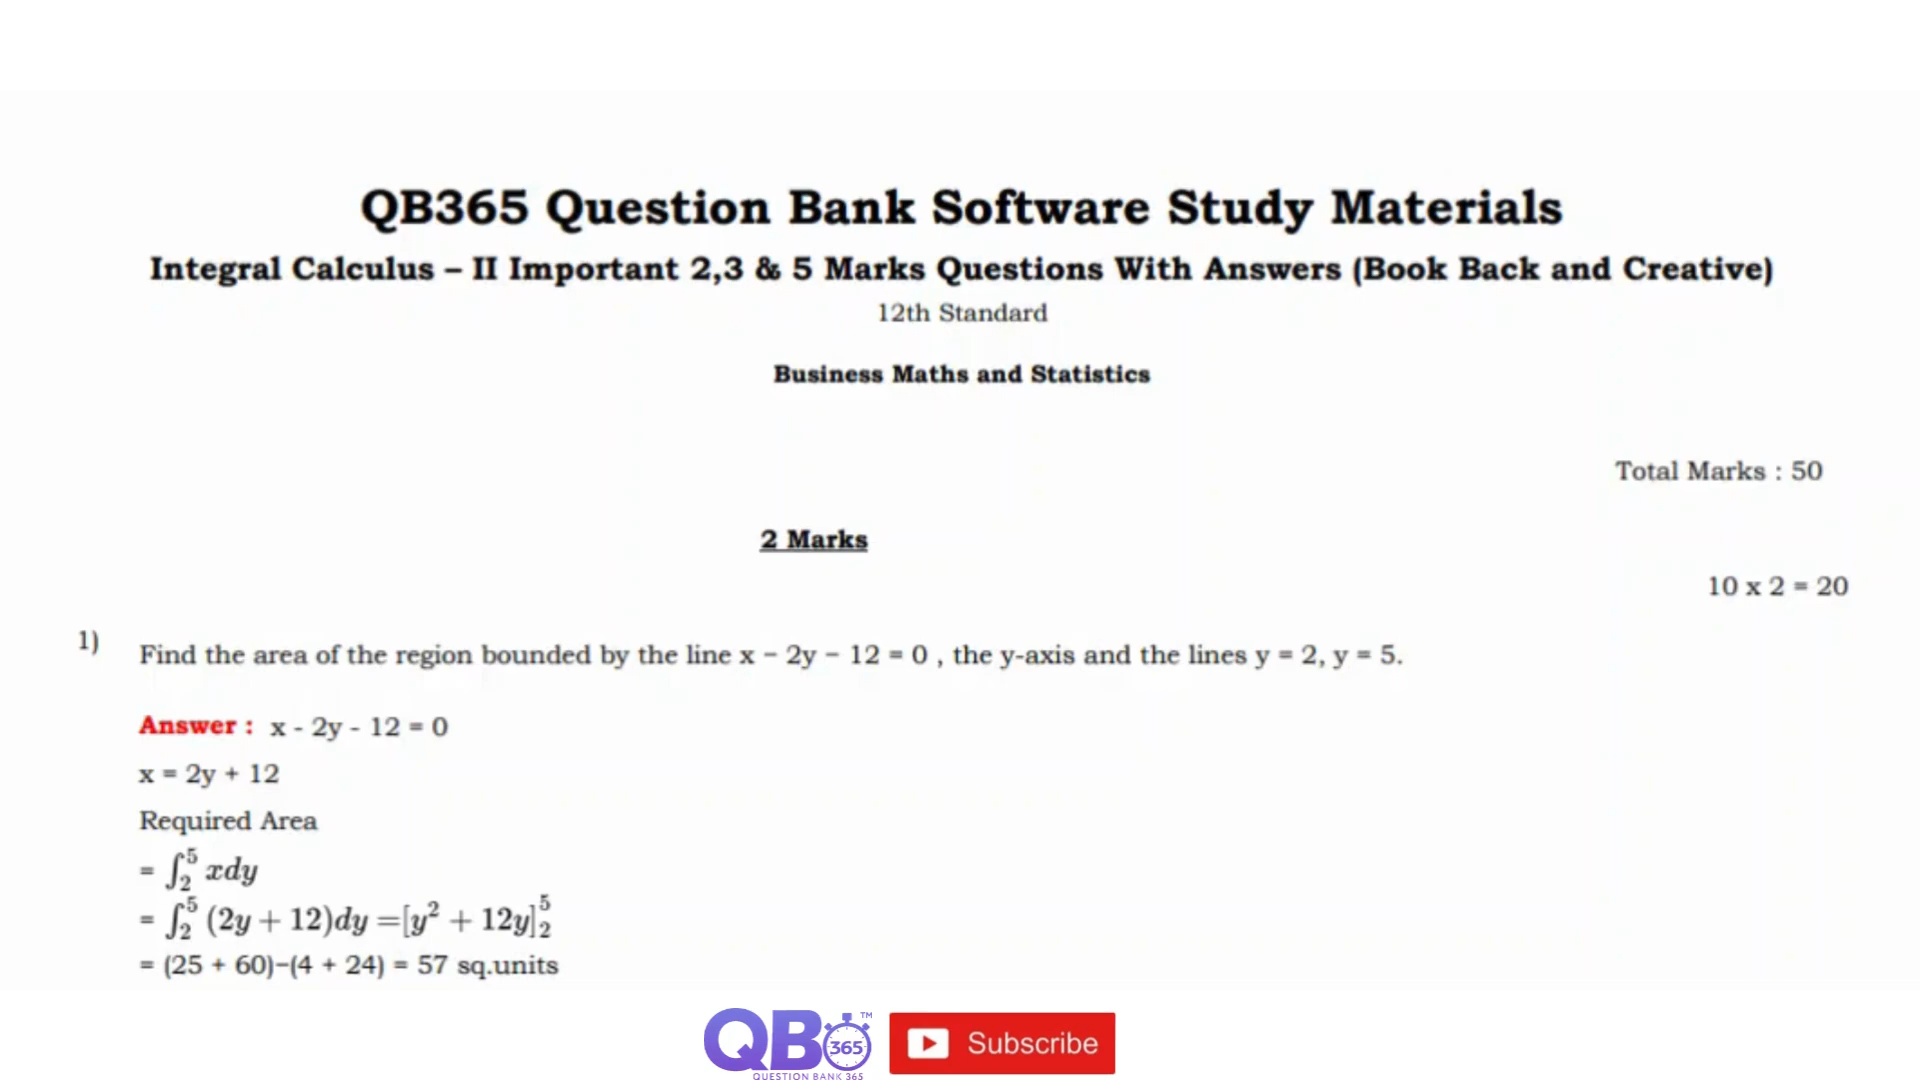 QB365 Question Bank Software Study Materials
Integral Calculus – II Important 2,3 & 5 Marks Questions With Answers (Book Back and Creative)
12th Standard
Business Maths and Statistics
Total Marks : 50
2 Marks
10 x 2 = 20
1) Find the area of the region bounded by the line x − 2y − 12 = 0 , the y-axis and the lines y = 2, y = 5.
Answer : x - 2y - 12 = 0
x = 2y + 12
Required Area
= ∫₂⁵ xdy
= ∫₂⁵ (2y + 12)dy =[y² + 12y]₂⁵
= (25 + 60)−(4 + 24) = 57 sq.units
QB 365 ™
QUESTION BANK 365
Subscribe